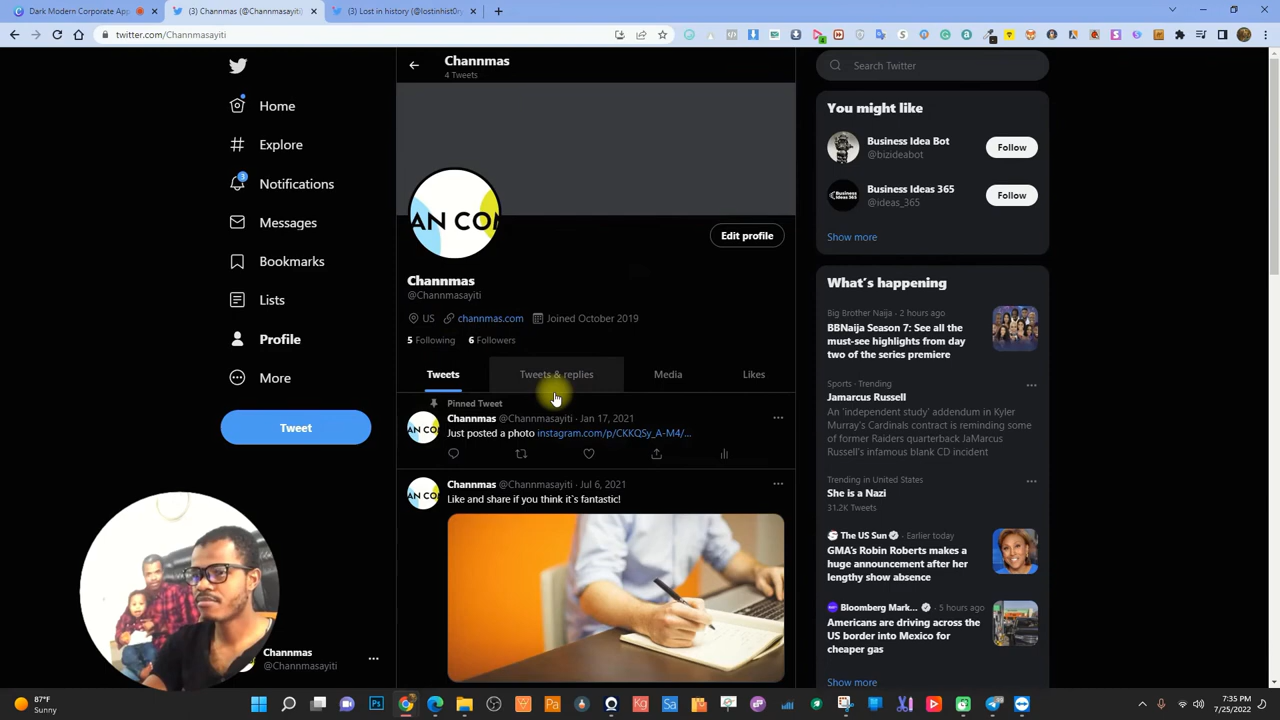 Dark Modern Corporate App
(3) Channmas (@Channmasayiti)
(3) Lost in history (@lostinhist0ry
twitter.com/Channmasayiti
Channmas
4 Tweets
Search Twitter
Home
Explore
3
Notifications
Messages
Bookmarks
Lists
Profile
More
Tweet
AN CON
Edit profile
Channmas
@Channmasayiti
US channmas.com Joined October 2019
5 Following 6 Followers
Tweets
Tweets & replies
Media
Likes
Pinned Tweet
Channmas @Channmasayiti · Jan 17, 2021
Just posted a photo instagram.com/p/CKKQSy_A-M4/...
Channmas @Channmasayiti · Jul 6, 2021
Like and share if you think it`s fantastic!
You might like
Business Idea Bot
@bizideabot
Follow
Business Ideas 365
@ideas_365
Follow
Show more
What's happening
Big Brother Naija · 2 hours ago
BBNaija Season 7: See all the
must-see highlights from day
two of the series premiere
Sports · Trending
Jamarcus Russell
An 'independent study' addendum in Kyler
Murray's Cardinals contract is reminding some
of former Raiders quarterback JaMarcus
Russell's infamous blank CD incident
Trending in United States
She is a Nazi
31.2K Tweets
The US Sun · Earlier today
GMA's Robin Roberts makes a
huge announcement after her
lengthy show absence
Bloomberg Mark... · 5 hours ago
Americans are driving across the
US border into Mexico for
cheaper gas
Show more
Channmas
@Channmasayiti
87°F
Sunny
7:35 PM
7/25/2022